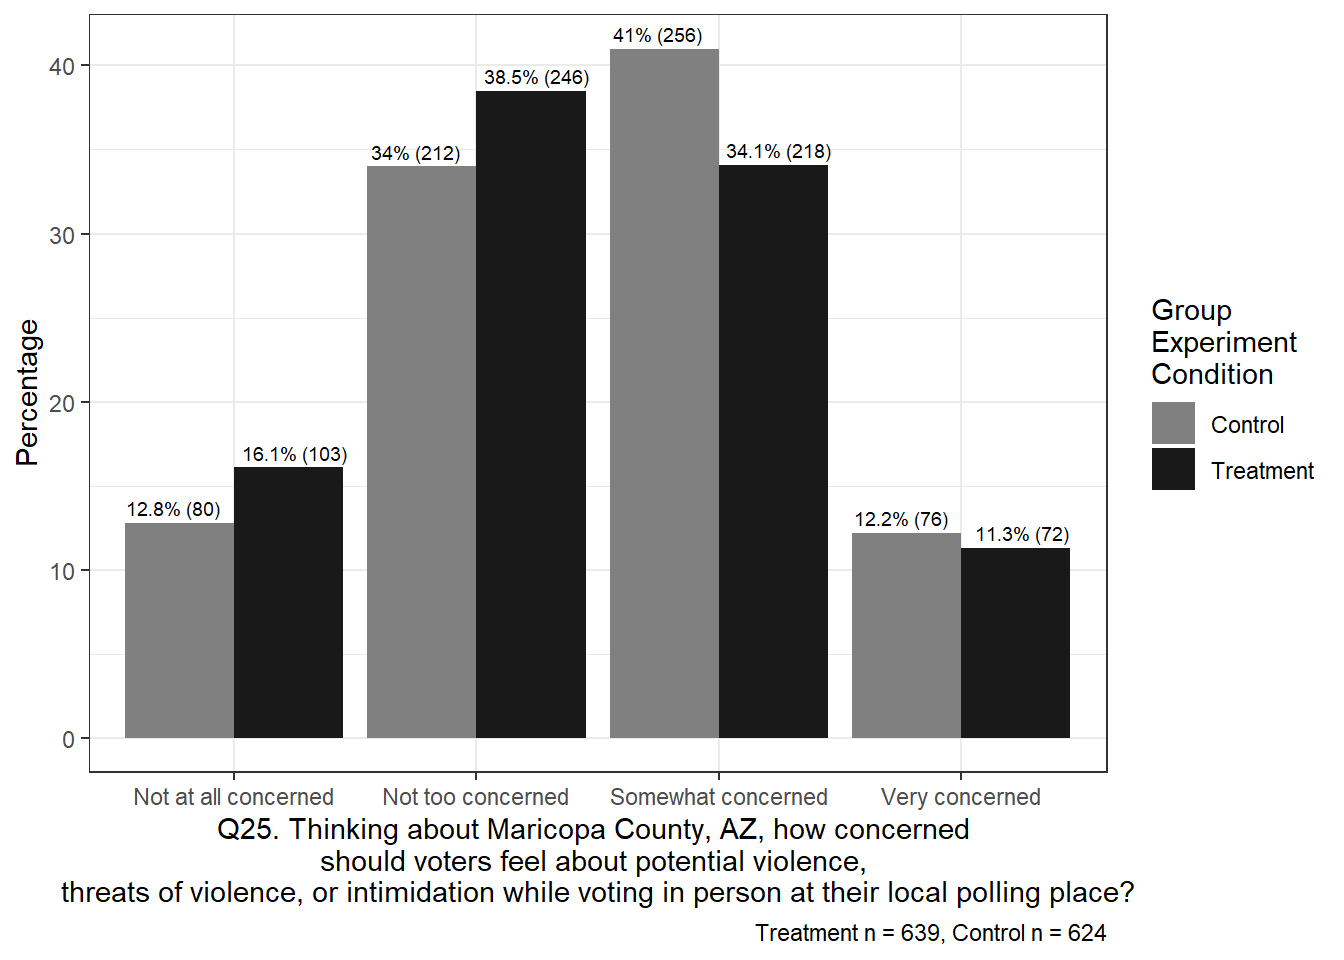 41% (256)
38.5% (246)
34% (212)
34.1% (218)
16.1% (103)
12.8% (80)
12.2% (76)
11.3% (72)
40
30
20
10
0
Percentage
Not at all concerned
Not too concerned
Somewhat concerned
Very concerned
Q25. Thinking about Maricopa County, AZ, how concerned
should voters feel about potential violence,
threats of violence, or intimidation while voting in person at their local polling place?
Treatment n = 639, Control n = 624
Group
Experiment
Condition
Control
Treatment